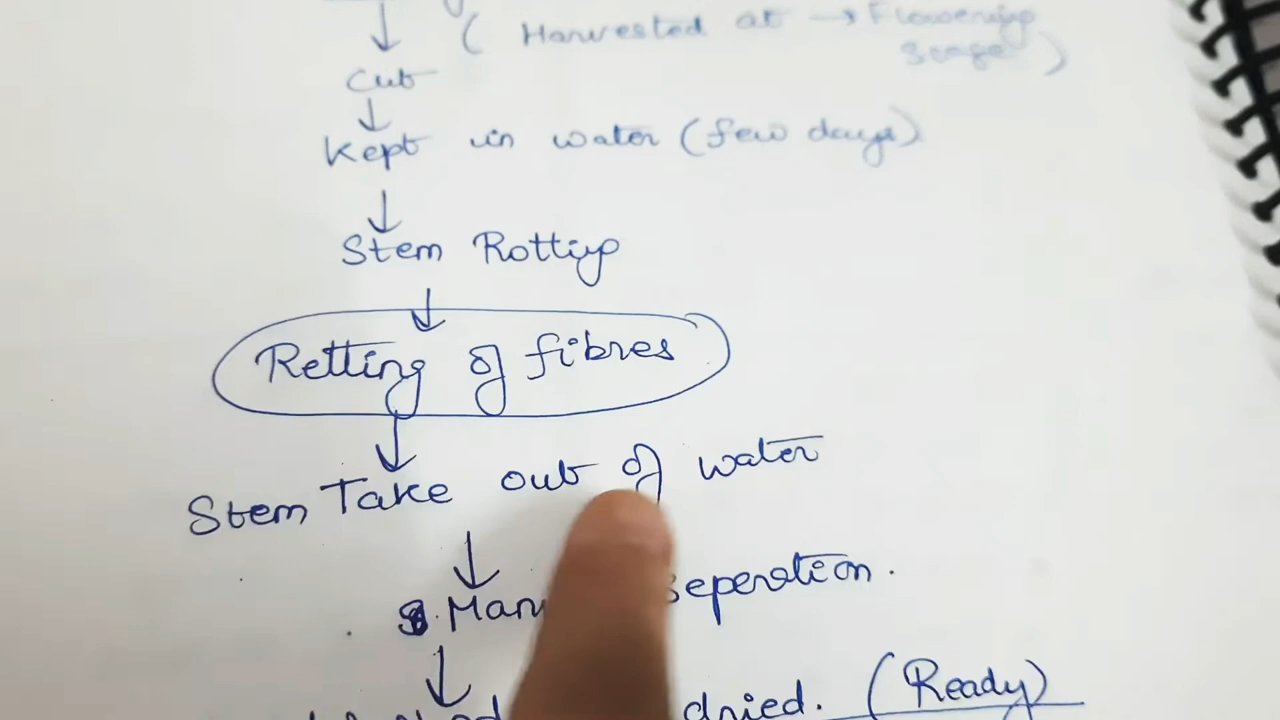 ( Harvested at → Flowering
stage )
Cut
Kept in water (few days)
Stem Rotting
Retting of fibres
Stem Take out of water
seperation.
dried. (Ready)